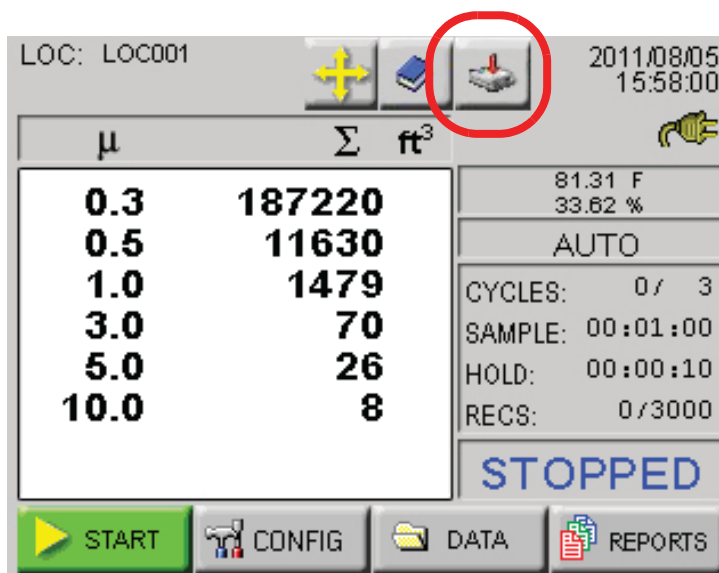 LOC: LOC001
2011/08/05
15:58:00
µ Σ ft³
0.3 187220
0.5 11630
1.0 1479
3.0 70
5.0 26
10.0 8
81.31 F
33.62 %
AUTO
CYCLES: 0/ 3
SAMPLE: 00:01:00
HOLD: 00:00:10
RECS: 0/3000
STOPPED
START CONFIG DATA REPORTS